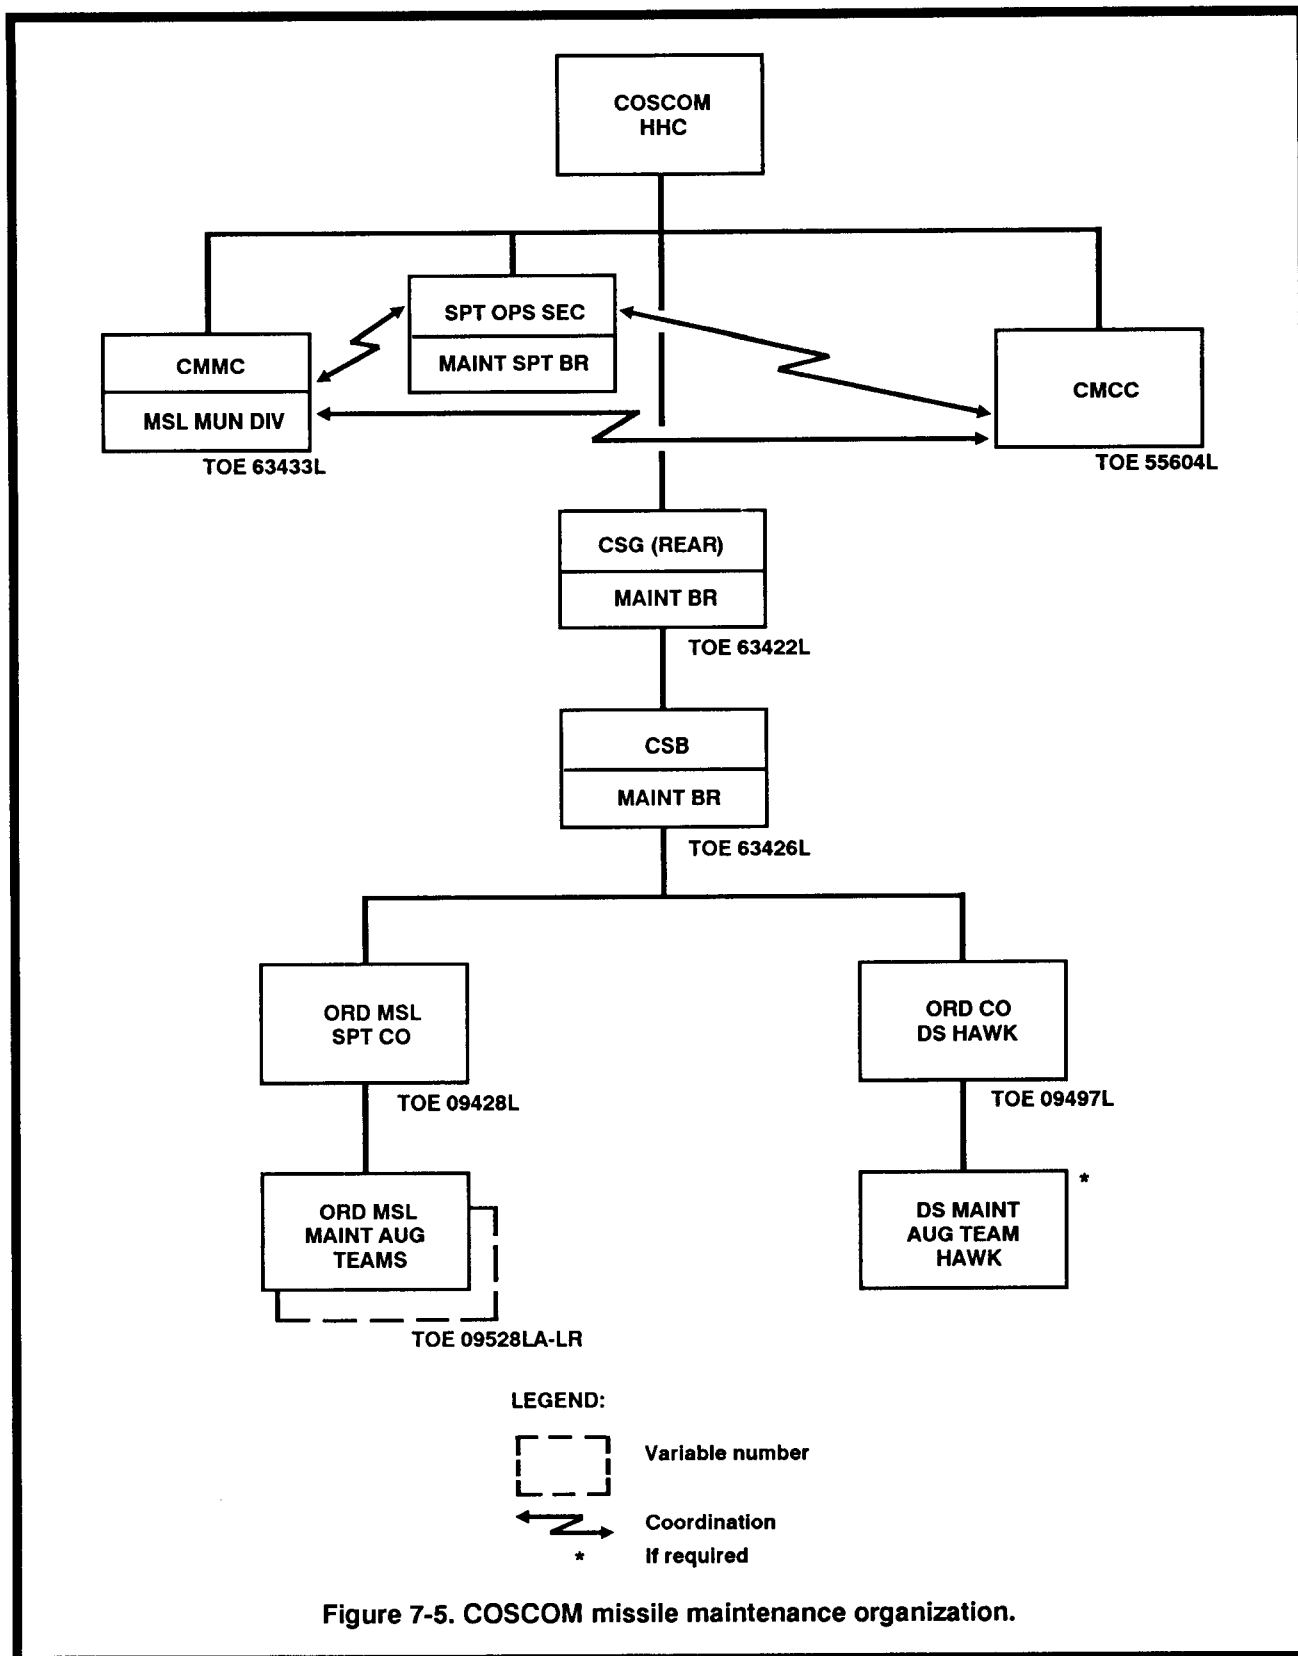 COSCOM
HHC
SPT OPS SEC
MAINT SPT BR
CMMC
MSL MUN DIV
TOE 63433L
CMCC
TOE 55604L
CSG (REAR)
MAINT BR
TOE 63422L
CSB
MAINT BR
TOE 63426L
ORD MSL
SPT CO
TOE 09428L
ORD CO
DS HAWK
TOE 09497L
ORD MSL
MAINT AUG
TEAMS
TOE 09528LA-LR
DS MAINT
AUG TEAM
HAWK
*
LEGEND:
Variable number
Coordination
* If required
Figure 7-5. COSCOM missile maintenance organization.